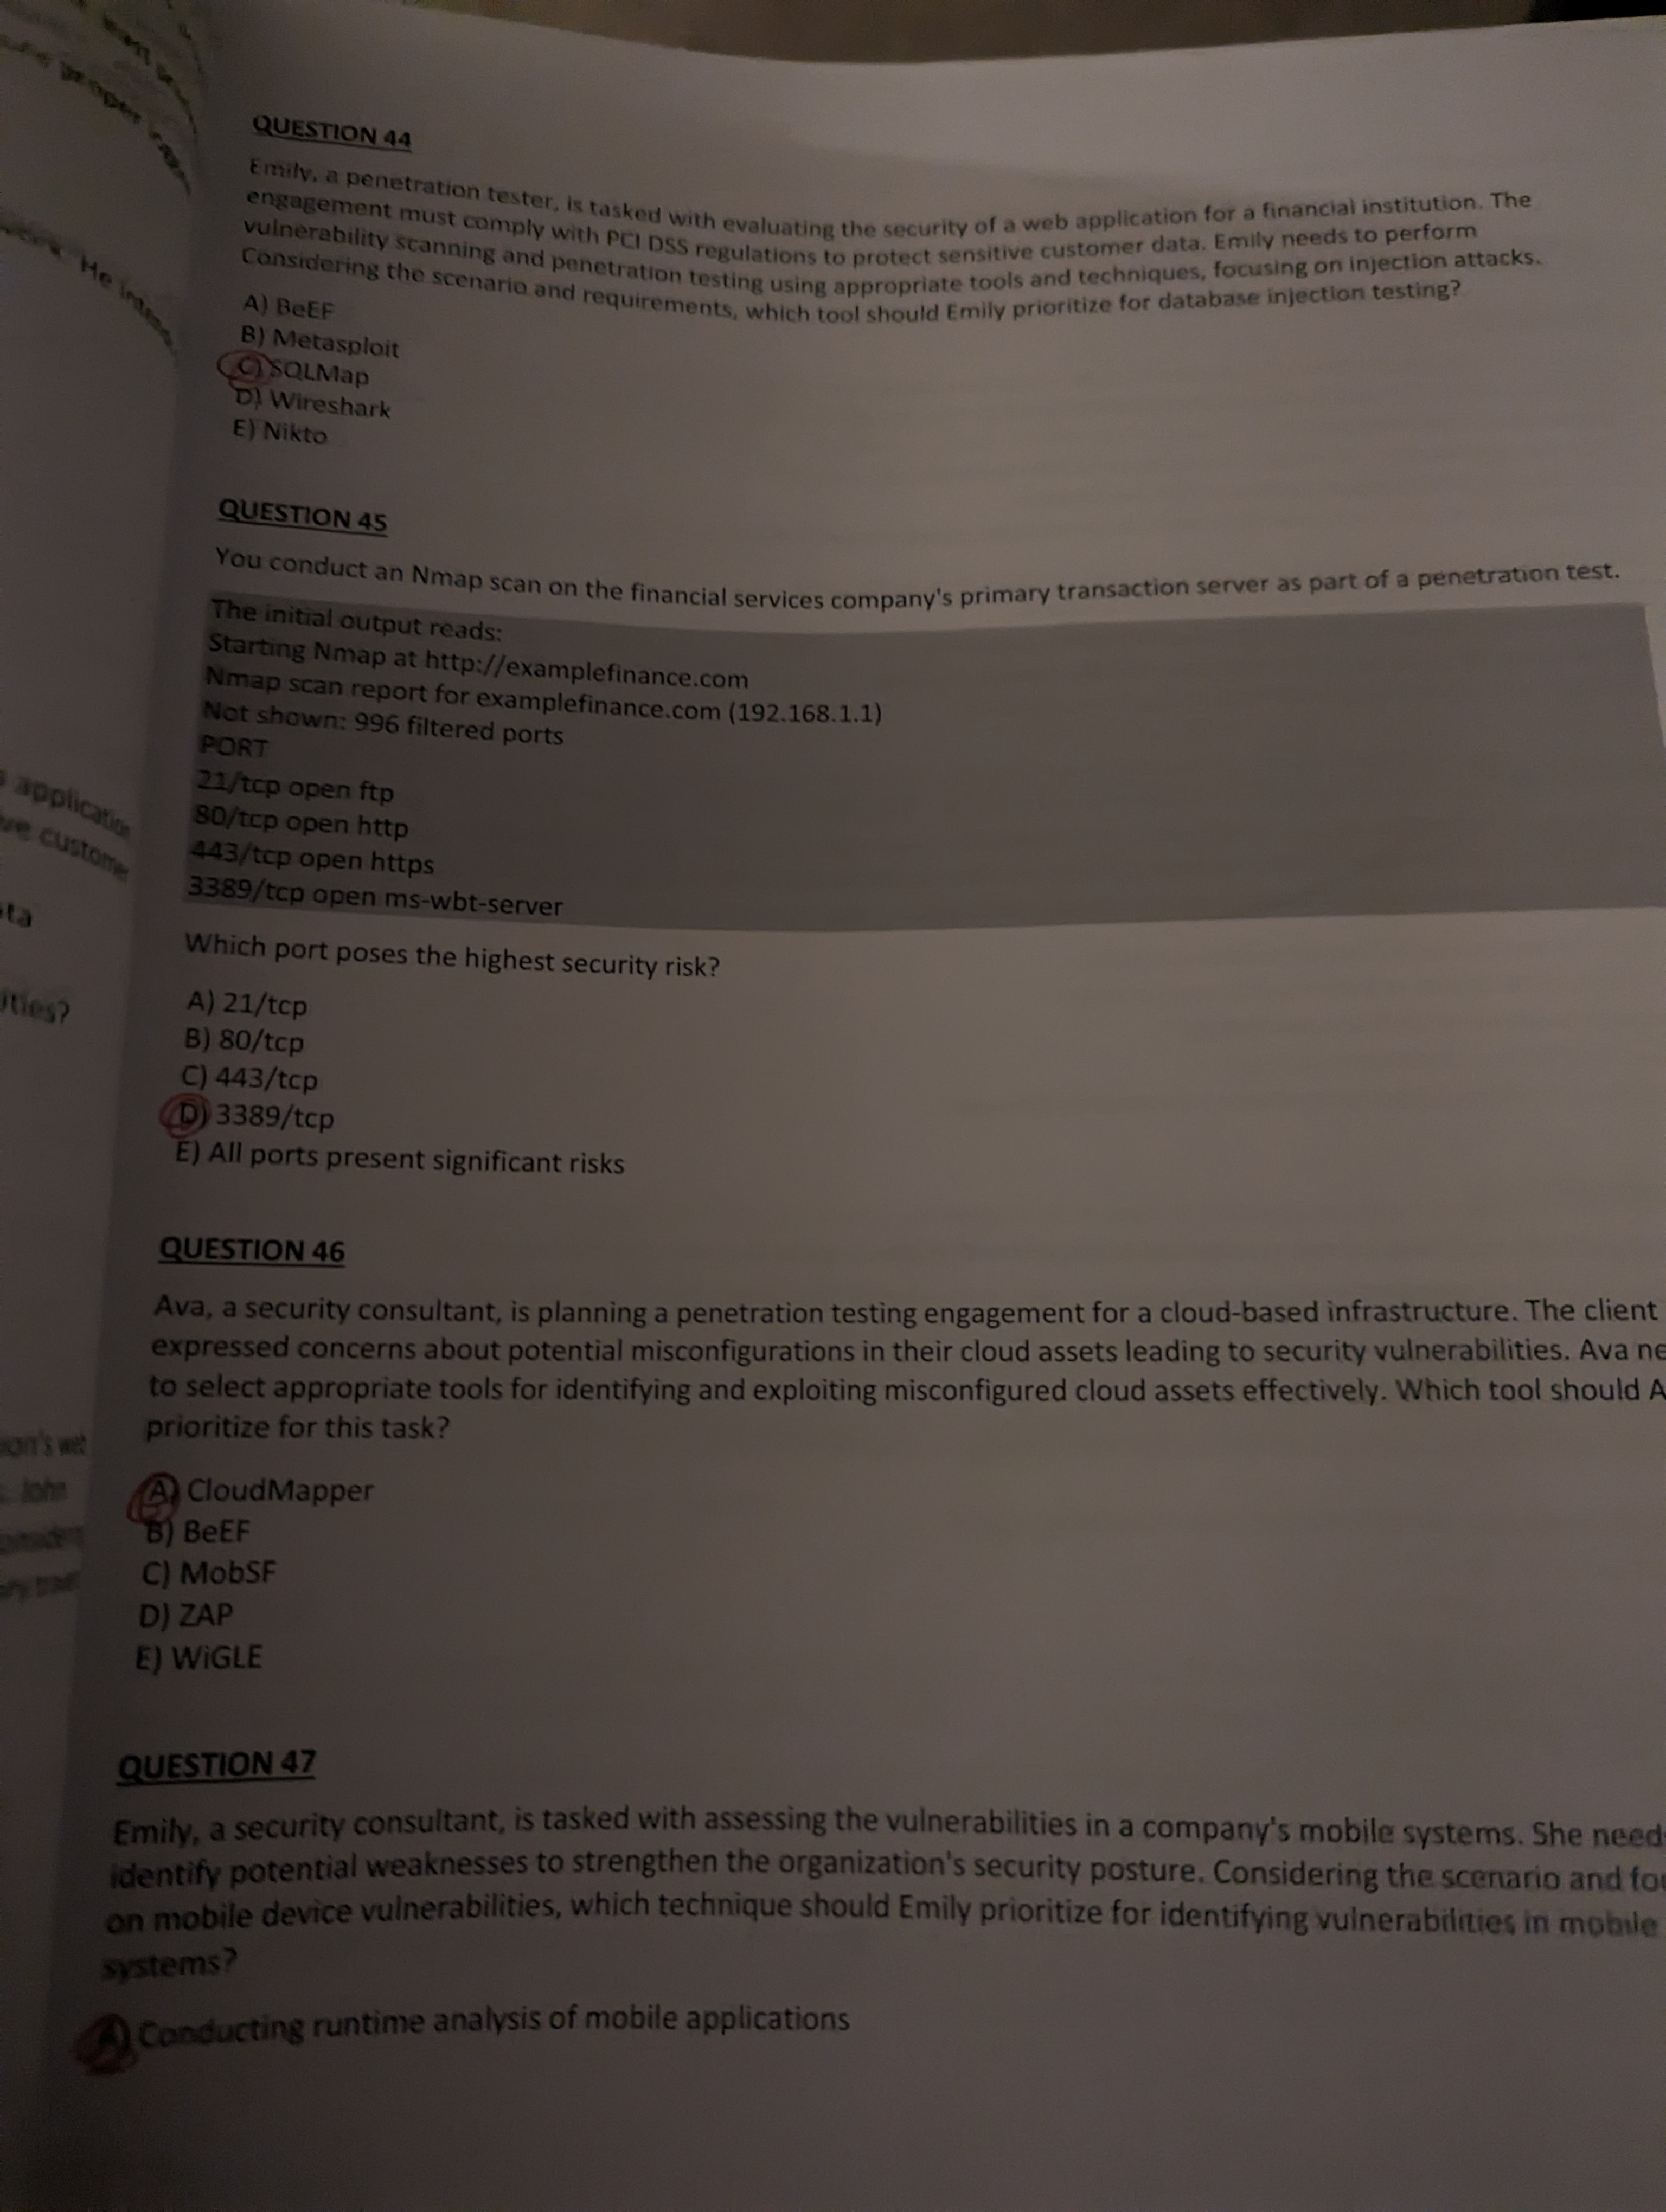 proper
He
QUESTION 44
Emily, a penetration tester, is tasked with evaluating the security of a web application for a financial institution. The
engagement must comply with PCI DSS regulations to protect sensitive customer data. Emily needs to perform
vulnerability scanning and penetration testing using appropriate tools and techniques, focusing on injection attacks.
Considering the scenario and requirements, which tool should Emily prioritize for database injection testing?
A) BeEF
B) Metasploit
C) SQLMap
D) Wireshark
E) Nikto
QUESTION 45
You conduct an Nmap scan on the financial services company's primary transaction server as part of a penetration test.
The initial output reads:
Starting Nmap at http://examplefinance.com
Nmap scan report for examplefinance.com (192.168.1.1)
Not shown: 996 filtered ports
PORT
21/tcp open ftp
80/tcp open http
443/tcp open https
3389/tcp open ms-wbt-server
application
custome
ta
ities?
Which port poses the highest security risk?
A) 21/tcp
B) 80/tcp
C) 443/tcp
D) 3389/tcp
E) All ports present significant risks
QUESTION 46
Ava, a security consultant, is planning a penetration testing engagement for a cloud-based infrastructure. The client
expressed concerns about potential misconfigurations in their cloud assets leading to security vulnerabilities. Ava ne
to select appropriate tools for identifying and exploiting misconfigured cloud assets effectively. Which tool should A
prioritize for this task?
ion's web
John
A) CloudMapper
B) BeEF
C) MobSF
D) ZAP
E) WiGLE
QUESTION 47
Emily, a security consultant, is tasked with assessing the vulnerabilities in a company's mobile systems. She need
identify potential weaknesses to strengthen the organization's security posture. Considering the scenario and fo
on mobile device vulnerabilities, which technique should Emily prioritize for identifying vulnerabilities in mobile
systems?
A) Conducting runtime analysis of mobile applications